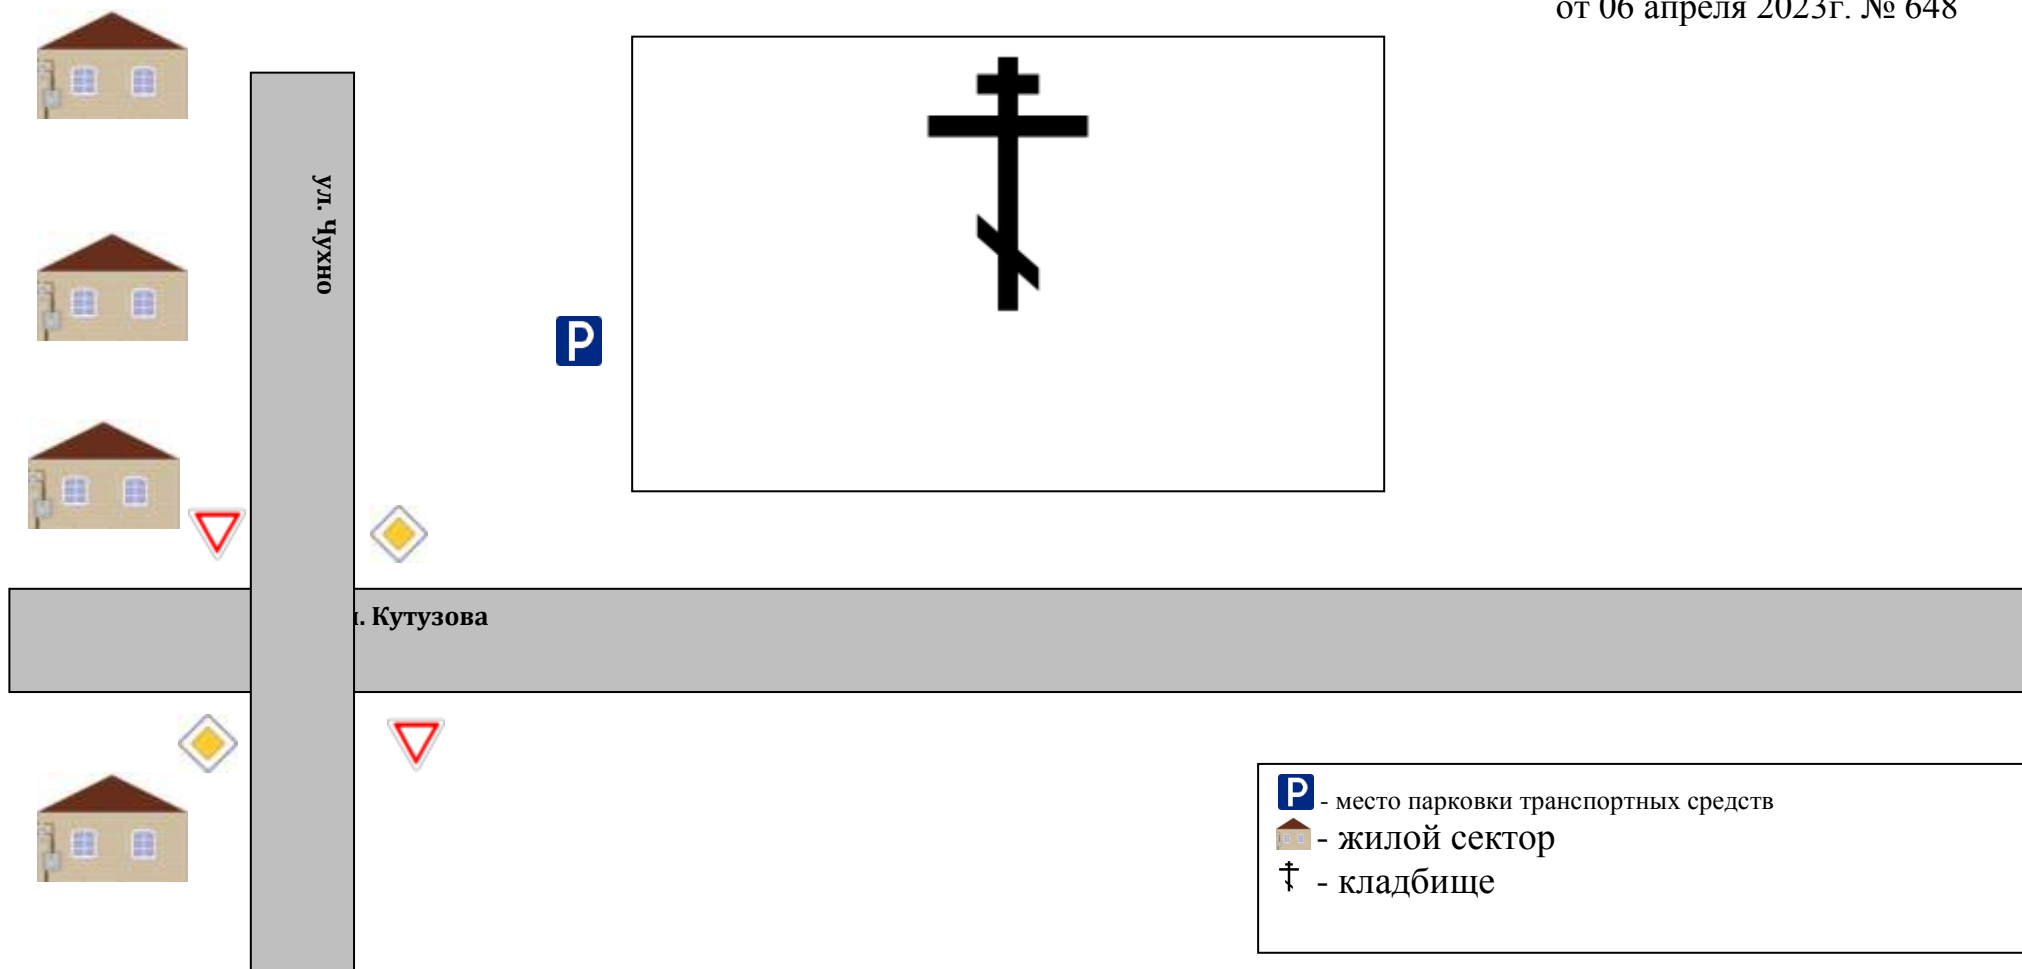 от 06 апреля 2023г. № 648
ул. Чухно
. Кутузова
P
P - место парковки транспортных средств
- жилой сектор
- кладбище